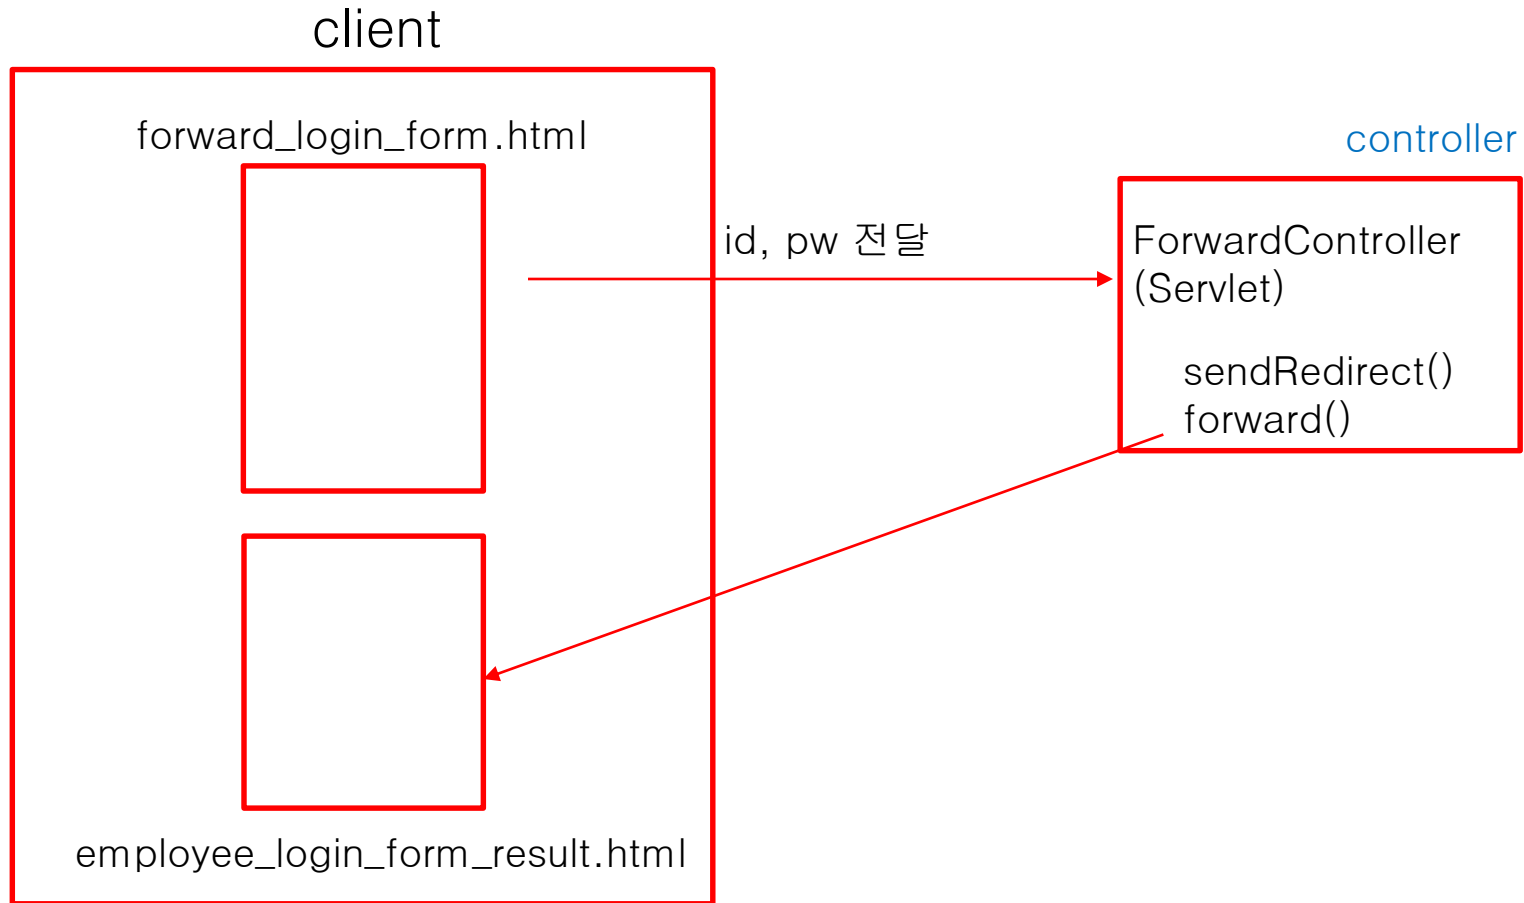 client
forward_login_form.html
controller
id, pw 전달
ForwardController
(Servlet)
sendRedirect()
forward()
employee_login_form_result.html